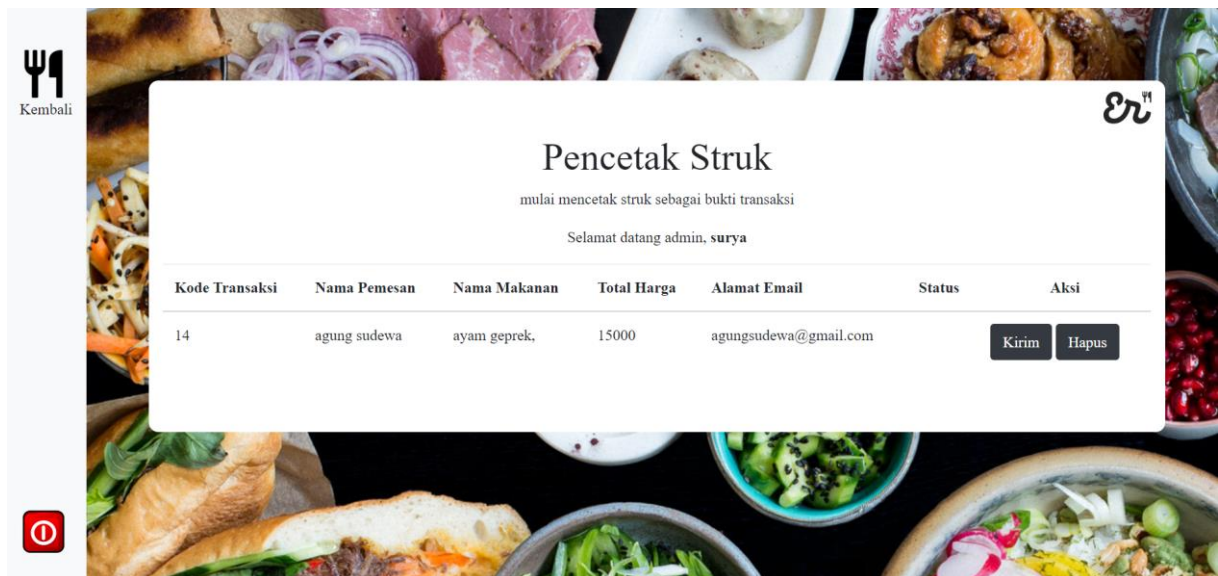 Kembali
Er
Pencetak Struk
mulai mencetak struk sebagai bukti transaksi
Selamat datang admin, surya
Kode Transaksi Nama Pemesan Nama Makanan Total Harga Alamat Email Status Aksi
14 agung sudewa ayam geprek, 15000 agungsudewa@gmail.com Kirim Hapus